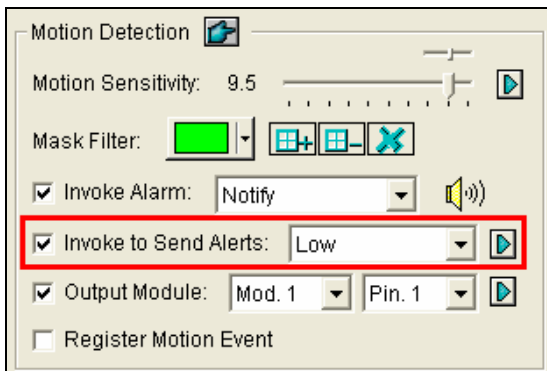 Motion Detection
Motion Sensitivity: 9.5
Mask Filter:
Invoke Alarm: Notify
Invoke to Send Alerts: Low
Output Module: Mod. 1 Pin. 1
Register Motion Event